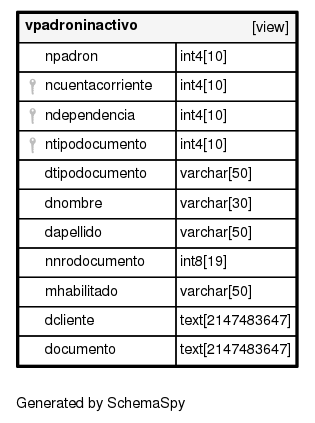 vpadroninactivo [view]
npadron int4[10]
ncuentacorriente int4[10]
ndependencia int4[10]
ntipodocumento int4[10]
dtipodocumento varchar[50]
dnombre varchar[30]
dapellido varchar[50]
nnrodocumento int8[19]
mhabilitado varchar[50]
dcliente text[2147483647]
documento text[2147483647]
Generated by SchemaSpy